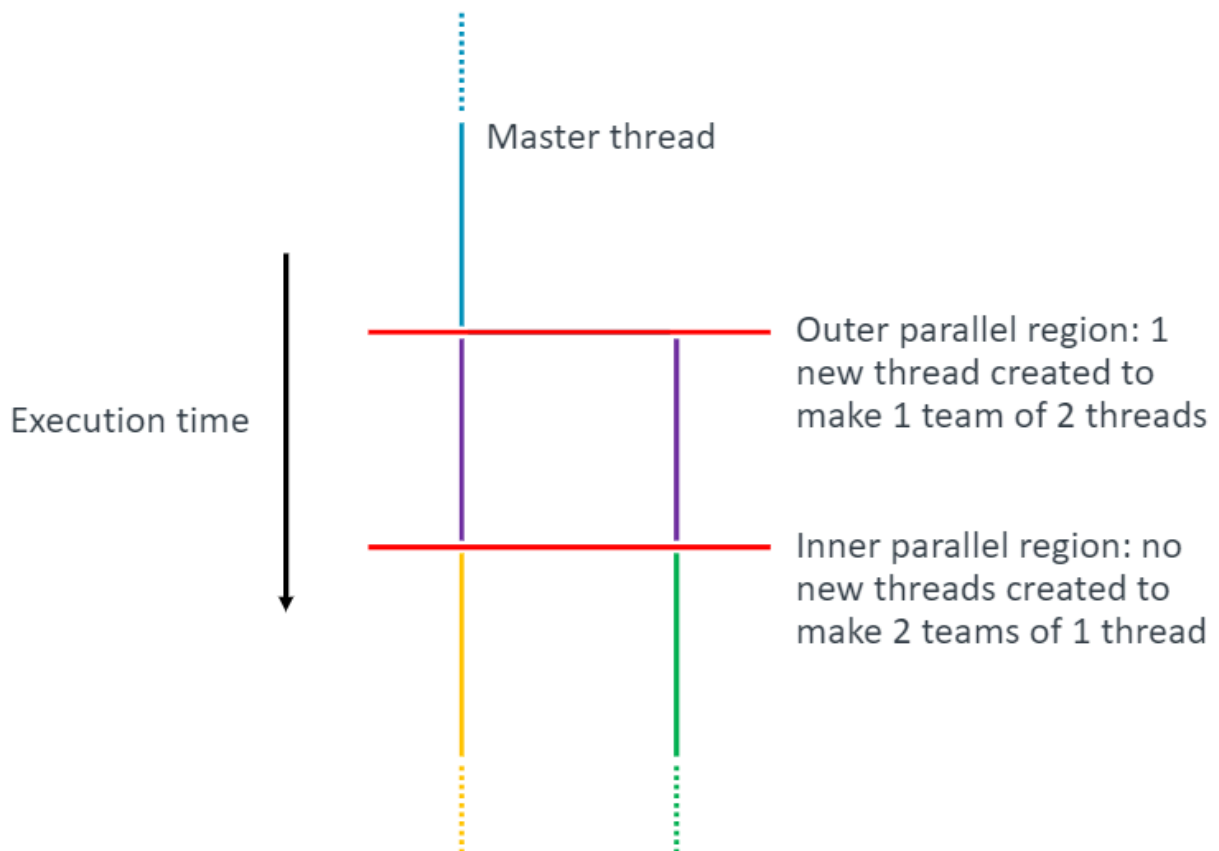 Master thread
Outer parallel region: 1
new thread created to
make 1 team of 2 threads
Execution time
Inner parallel region: no
new threads created to
make 2 teams of 1 thread